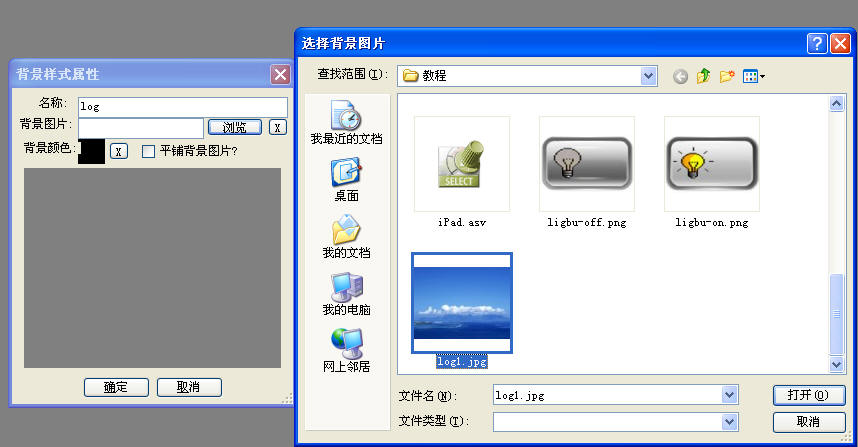 背景样式属性
名称: log
背景图片: 浏览 X
背景颜色: X 平铺背景图片?
确定 取消
选择背景图片
查找范围(I): 教程
我最近的文档
桌面
我的文档
我的电脑
网上邻居
SELECT
iPad.asv ligbu-off.png ligbu-on.png
log1.jpg
文件名(N): log1.jpg 打开(O)
文件类型(T): 取消